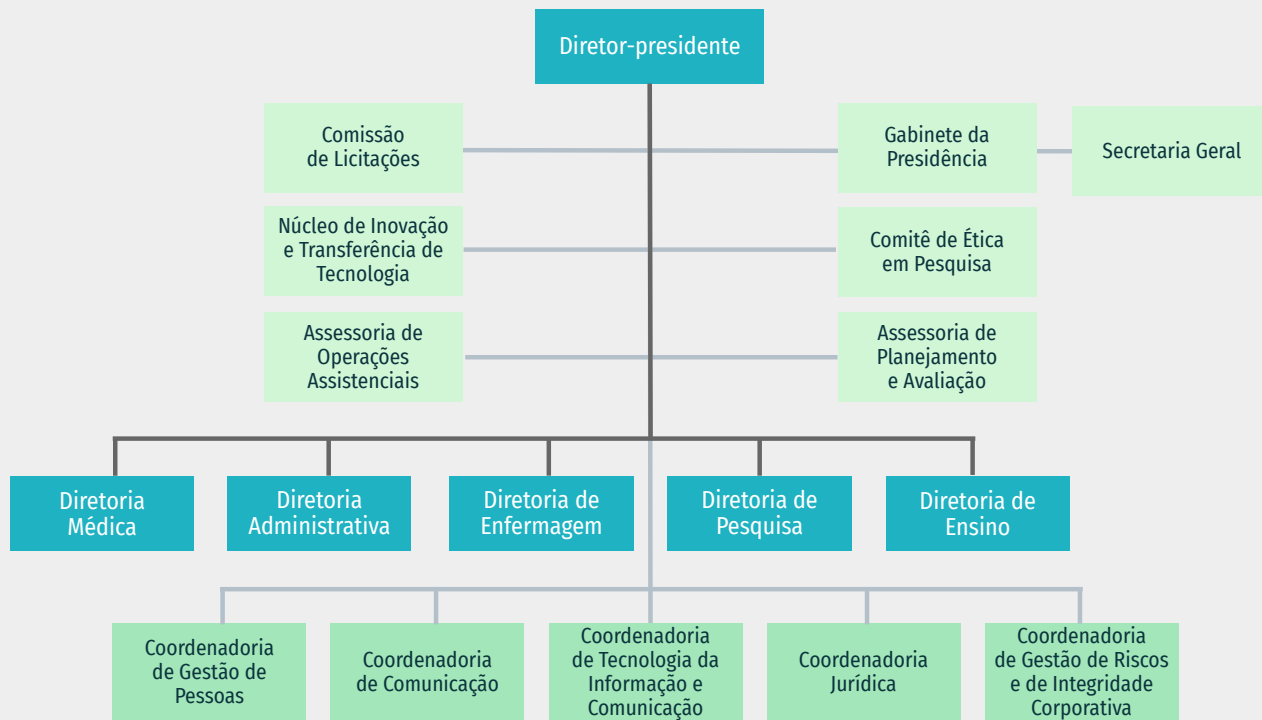 Diretor-presidente
Comissão
de Licitações
Gabinete da
Presidência
Secretaria Geral
Núcleo de Inovação
e Transferência de
Tecnologia
Comitê de Ética
em Pesquisa
Assessoria de
Operações
Assistenciais
Assessoria de
Planejamento
e Avaliação
Diretoria
Médica
Diretoria
Administrativa
Diretoria de
Enfermagem
Diretoria de
Pesquisa
Diretoria de
Ensino
Coordenadoria
de Gestão de
Pessoas
Coordenadoria
de Comunicação
Coordenadoria
de Tecnologia da
Informação e
Comunicação
Coordenadoria
Jurídica
Coordenadoria
de Gestão de Riscos
e de Integridade
Corporativa